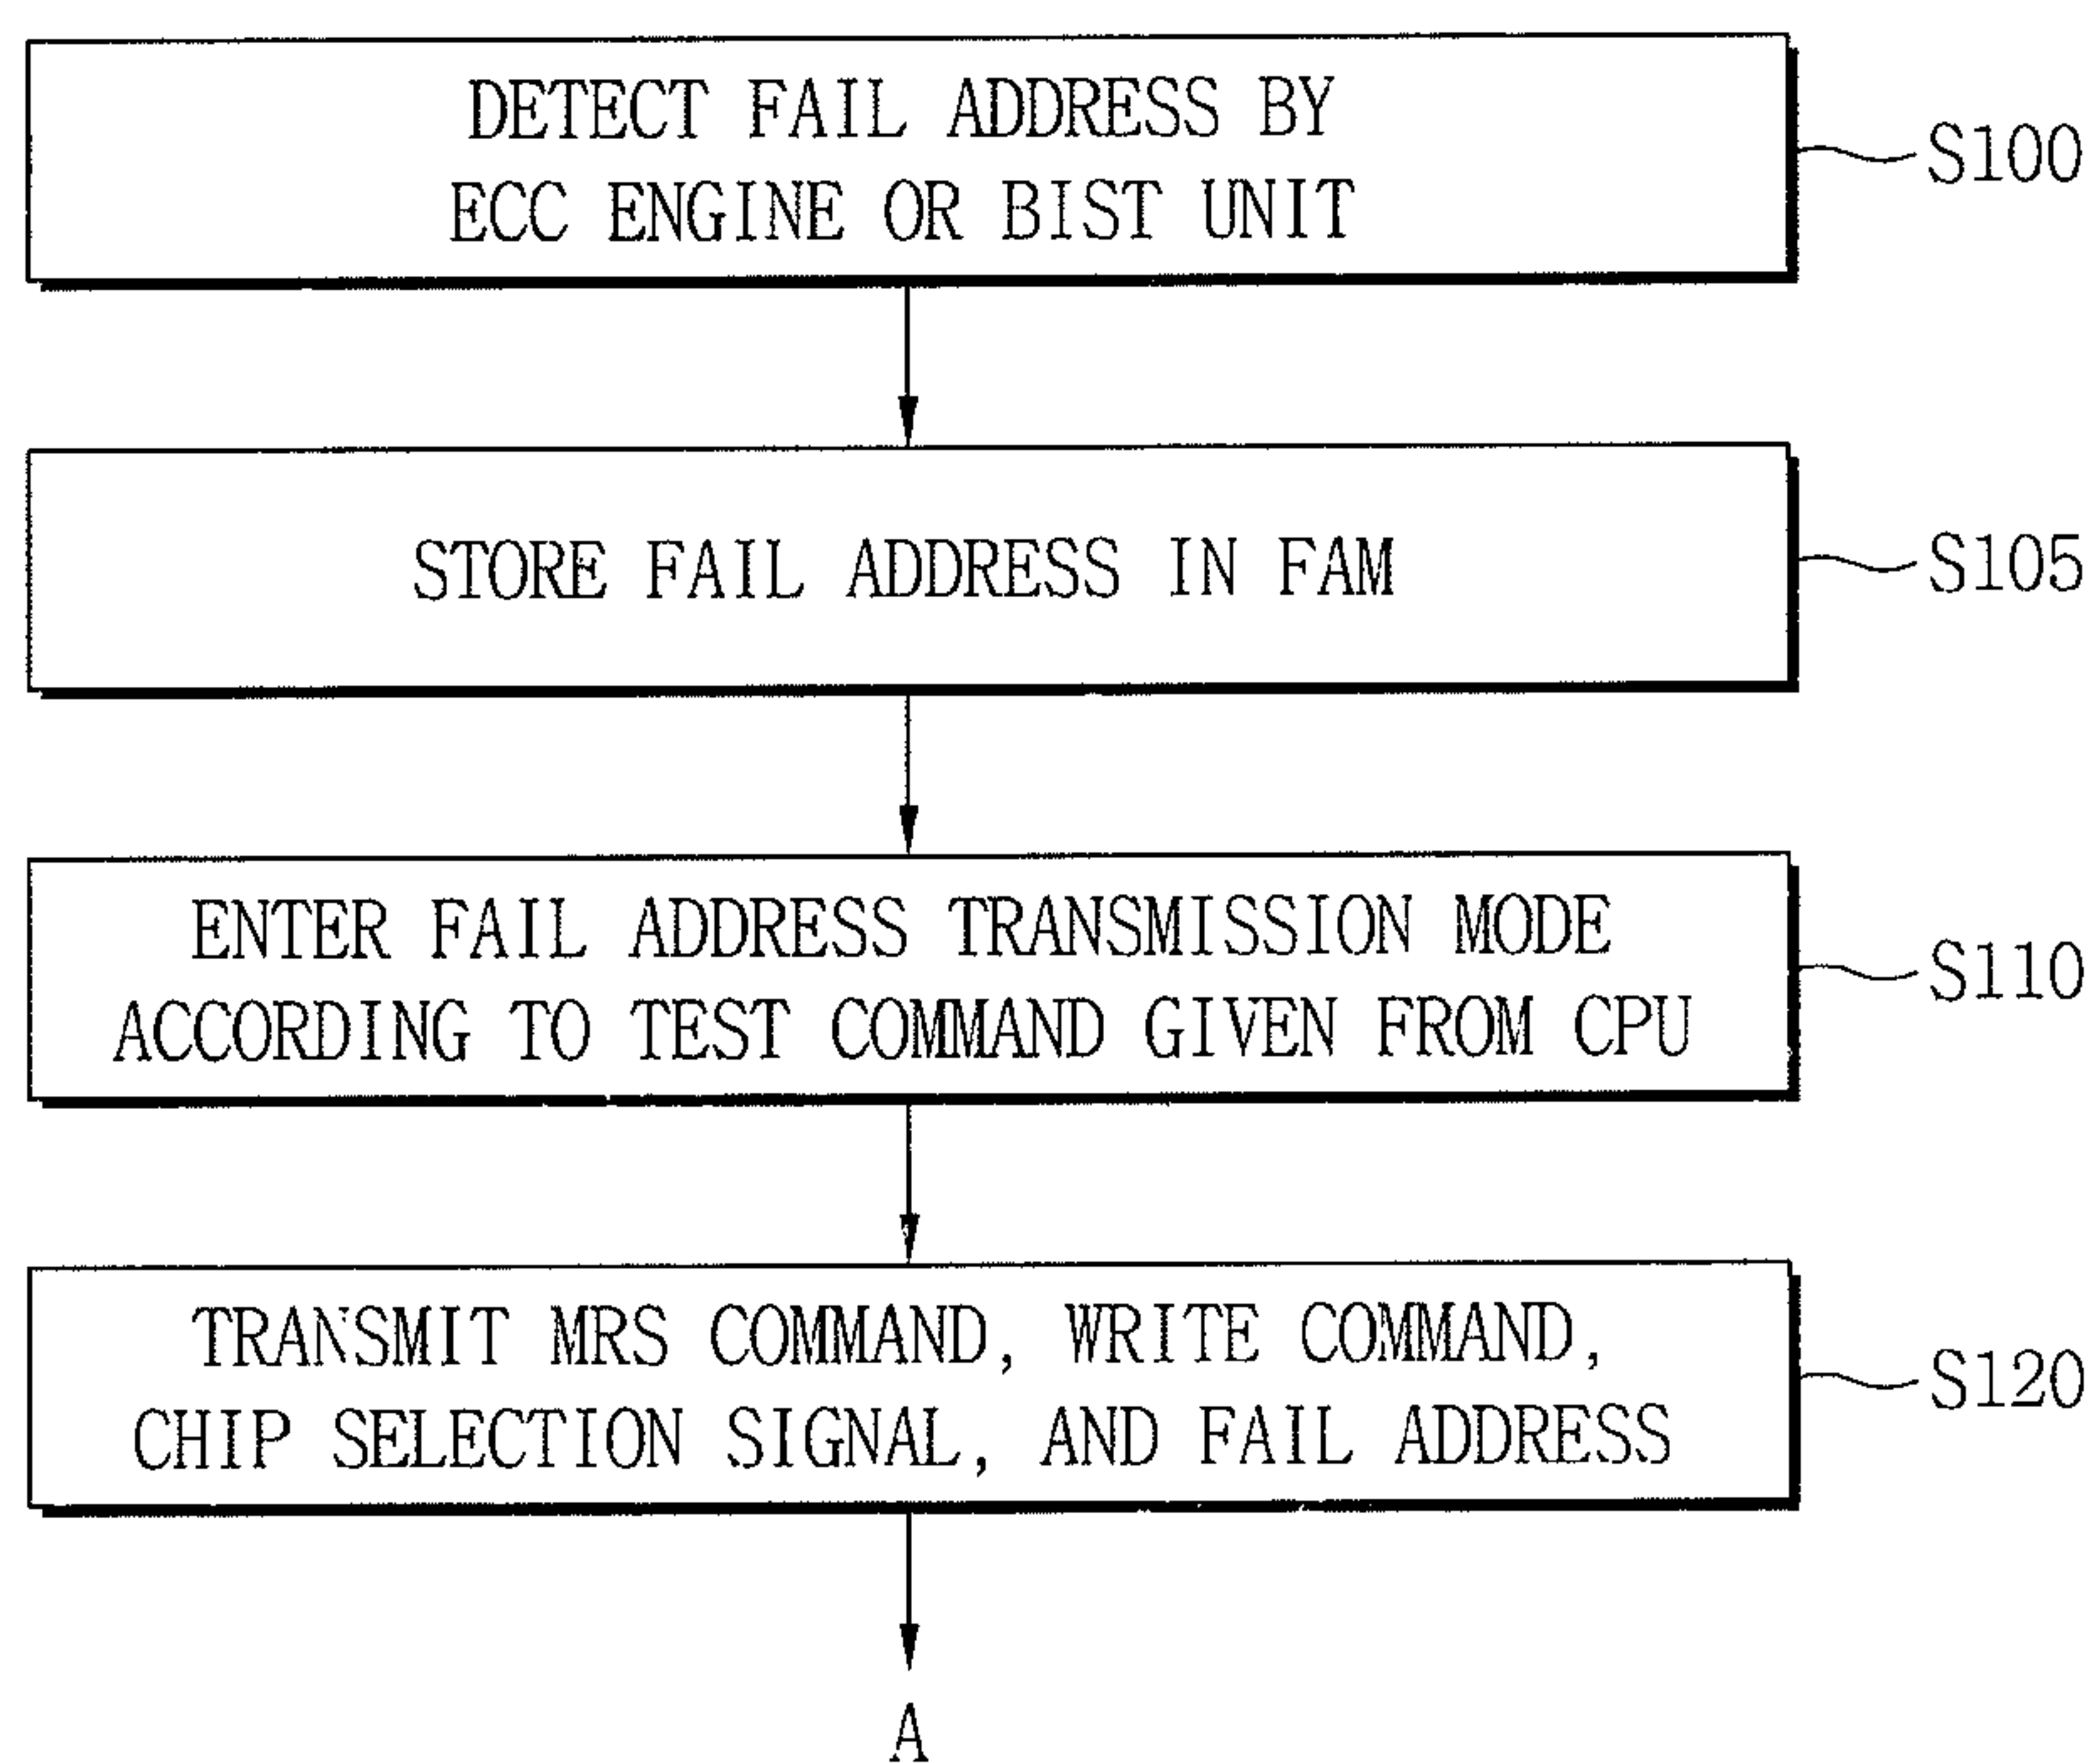 DETECT FAIL ADDRESS BY
ECC ENGINE OR BIST UNIT
S100
STORE FAIL ADDRESS IN FAM
S105
ENTER FAIL ADDRESS TRANSMISSION MODE
ACCORDING TO TEST COMMAND GIVEN FROM CPU
S110
TRANSMIT MRS COMMAND, WRITE COMMAND,
CHIP SELECTION SIGNAL, AND FAIL ADDRESS
S120
A